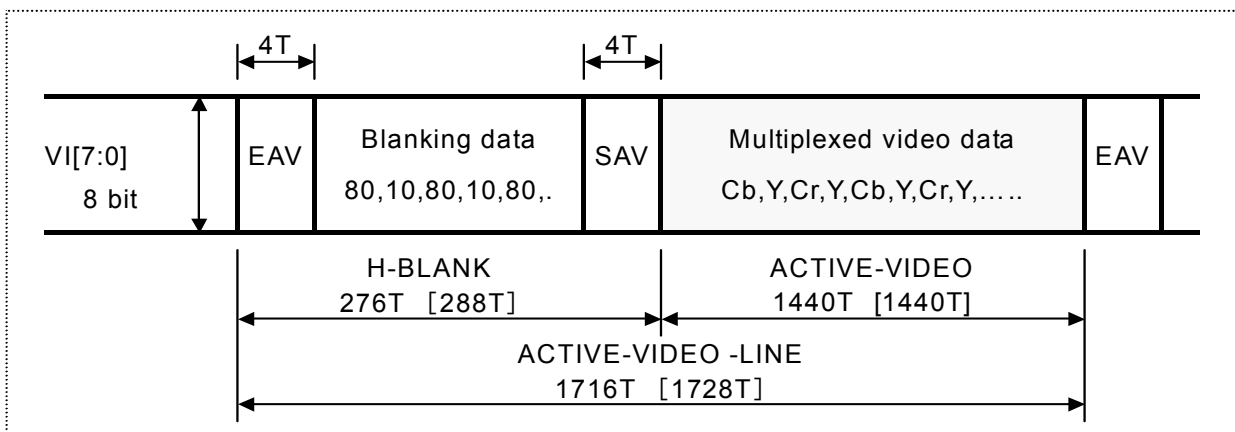 4T
4T
VI[7:0]
8 bit
EAV
Blanking data
80,10,80,10,80,.
SAV
Multiplexed video data
Cb,Y,Cr,Y,Cb,Y,Cr,Y,.....
EAV
H-BLANK
276T [288T]
ACTIVE-VIDEO
1440T [1440T]
ACTIVE-VIDEO -LINE
1716T [1728T]